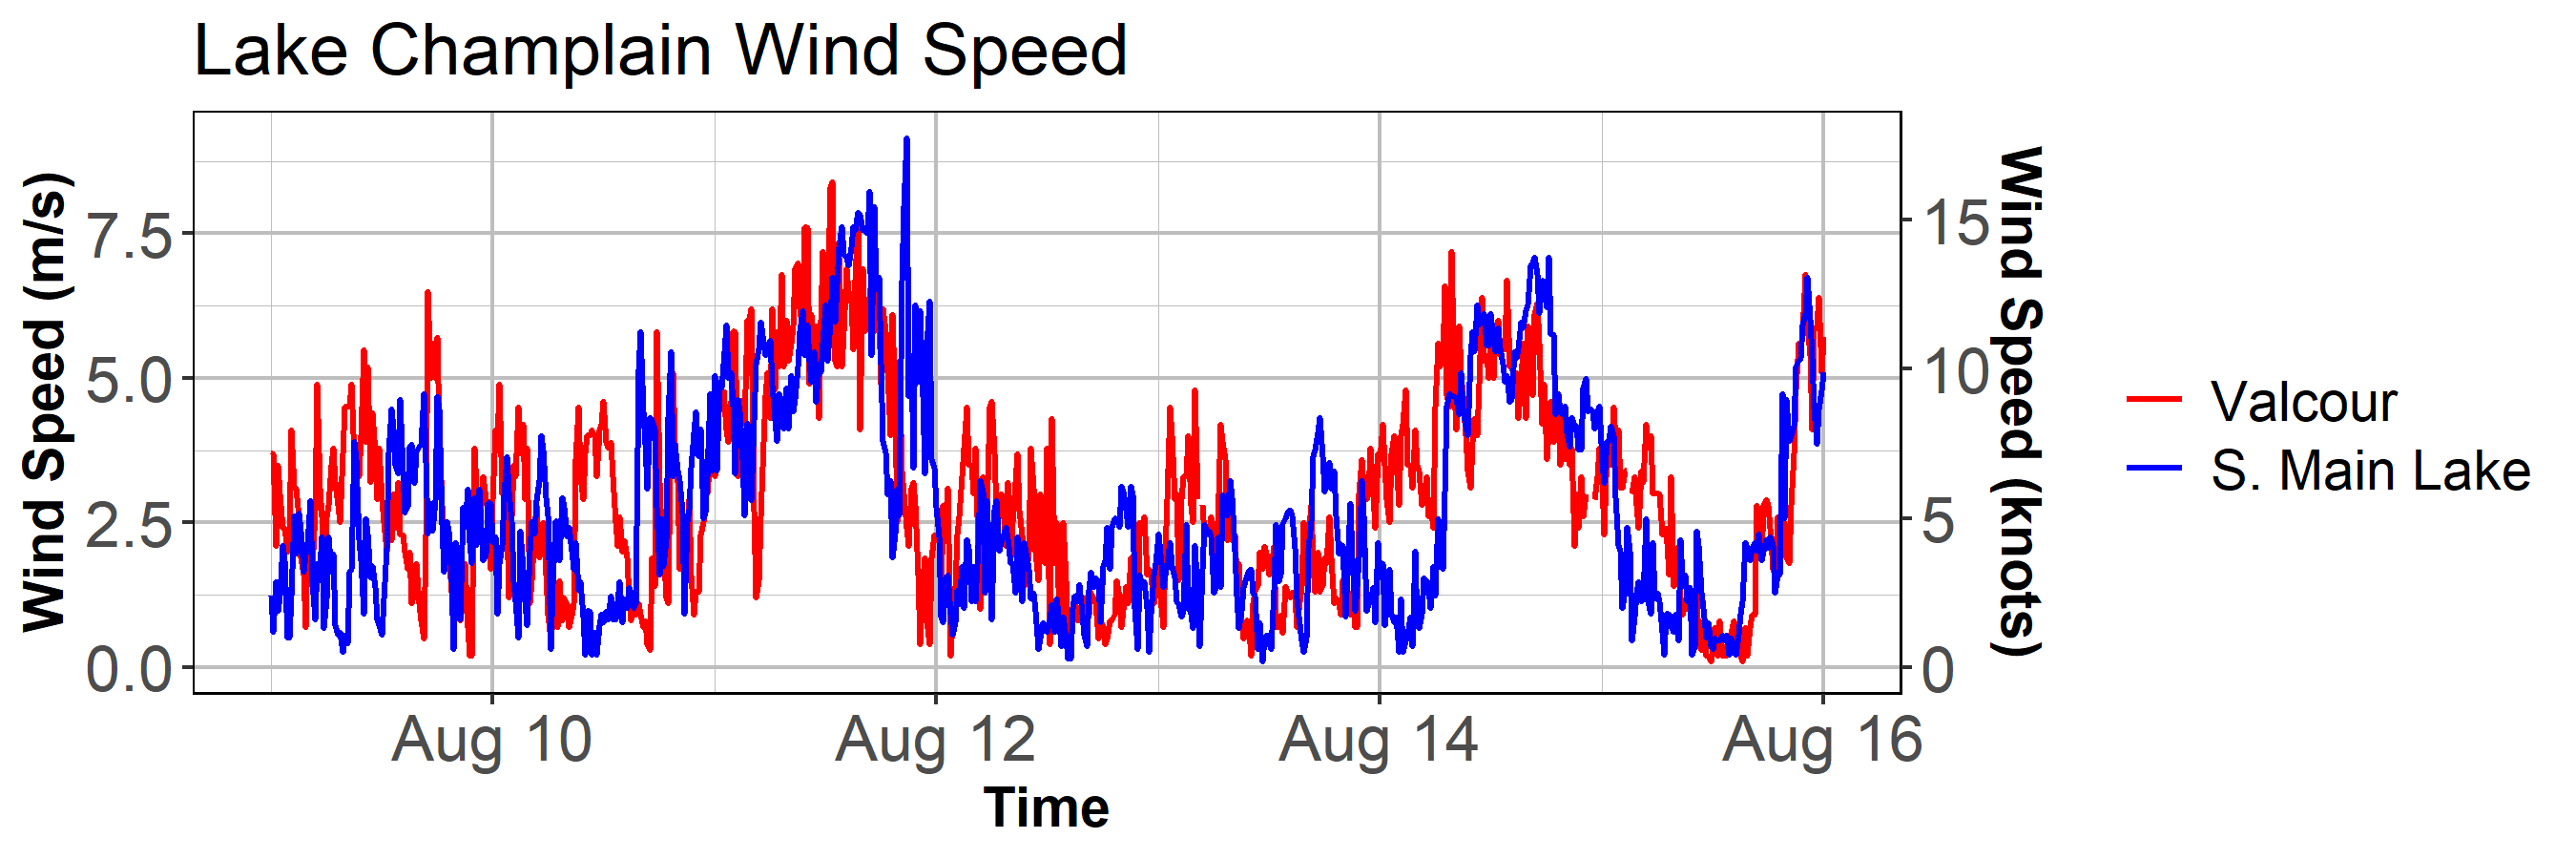 Lake Champlain Wind Speed
Wind Speed (m/s)
7.5
5.0
2.5
0.0
15
10
5
0
Wind Speed (knots)
Aug 10
Aug 12
Aug 14
Aug 16
Time
Valcour
S. Main Lake